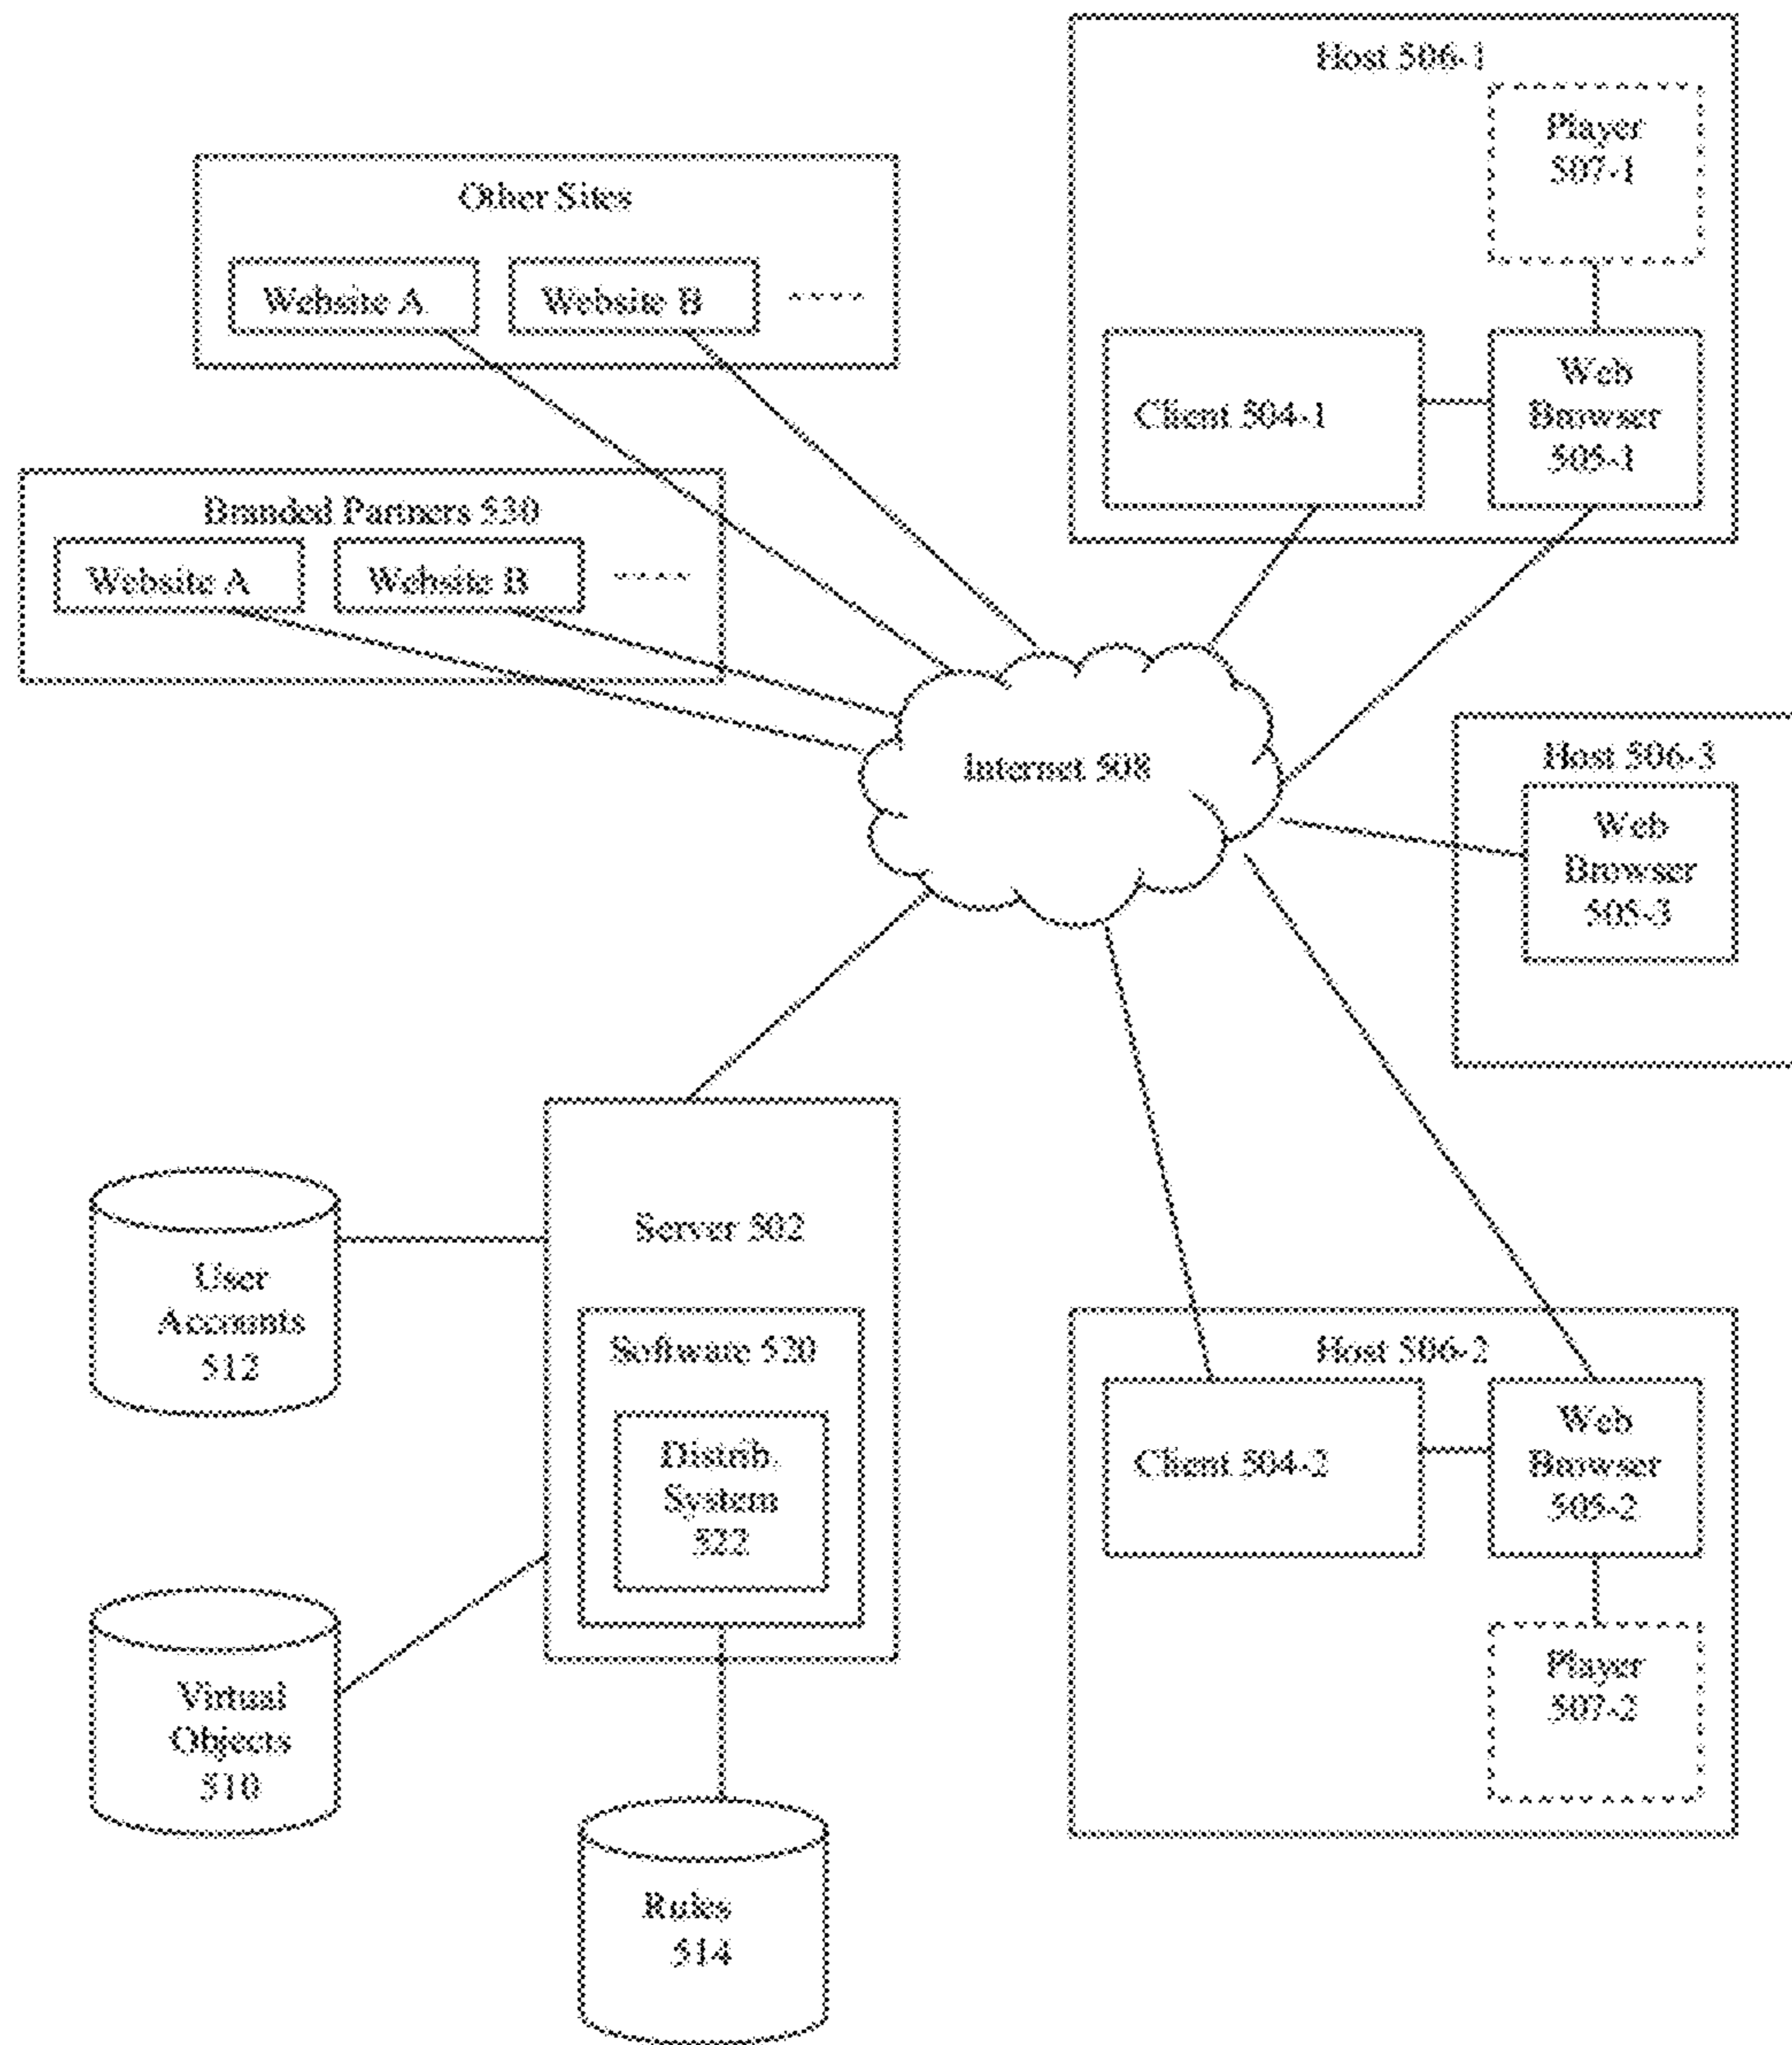 Host 506-1
Player
507-1
Other Sites
Website A
Website B
Client 504-1
Web
Browser
505-1
Branded Partners 530
Website A
Website B
Internet 508
Host 506-3
Web
Browser
505-3
Server 502
User
Accounts
512
Software 520
Distrib.
System
522
Host 506-2
Client 504-2
Web
Browser
505-2
Player
507-2
Virtual
Objects
510
Rules
514